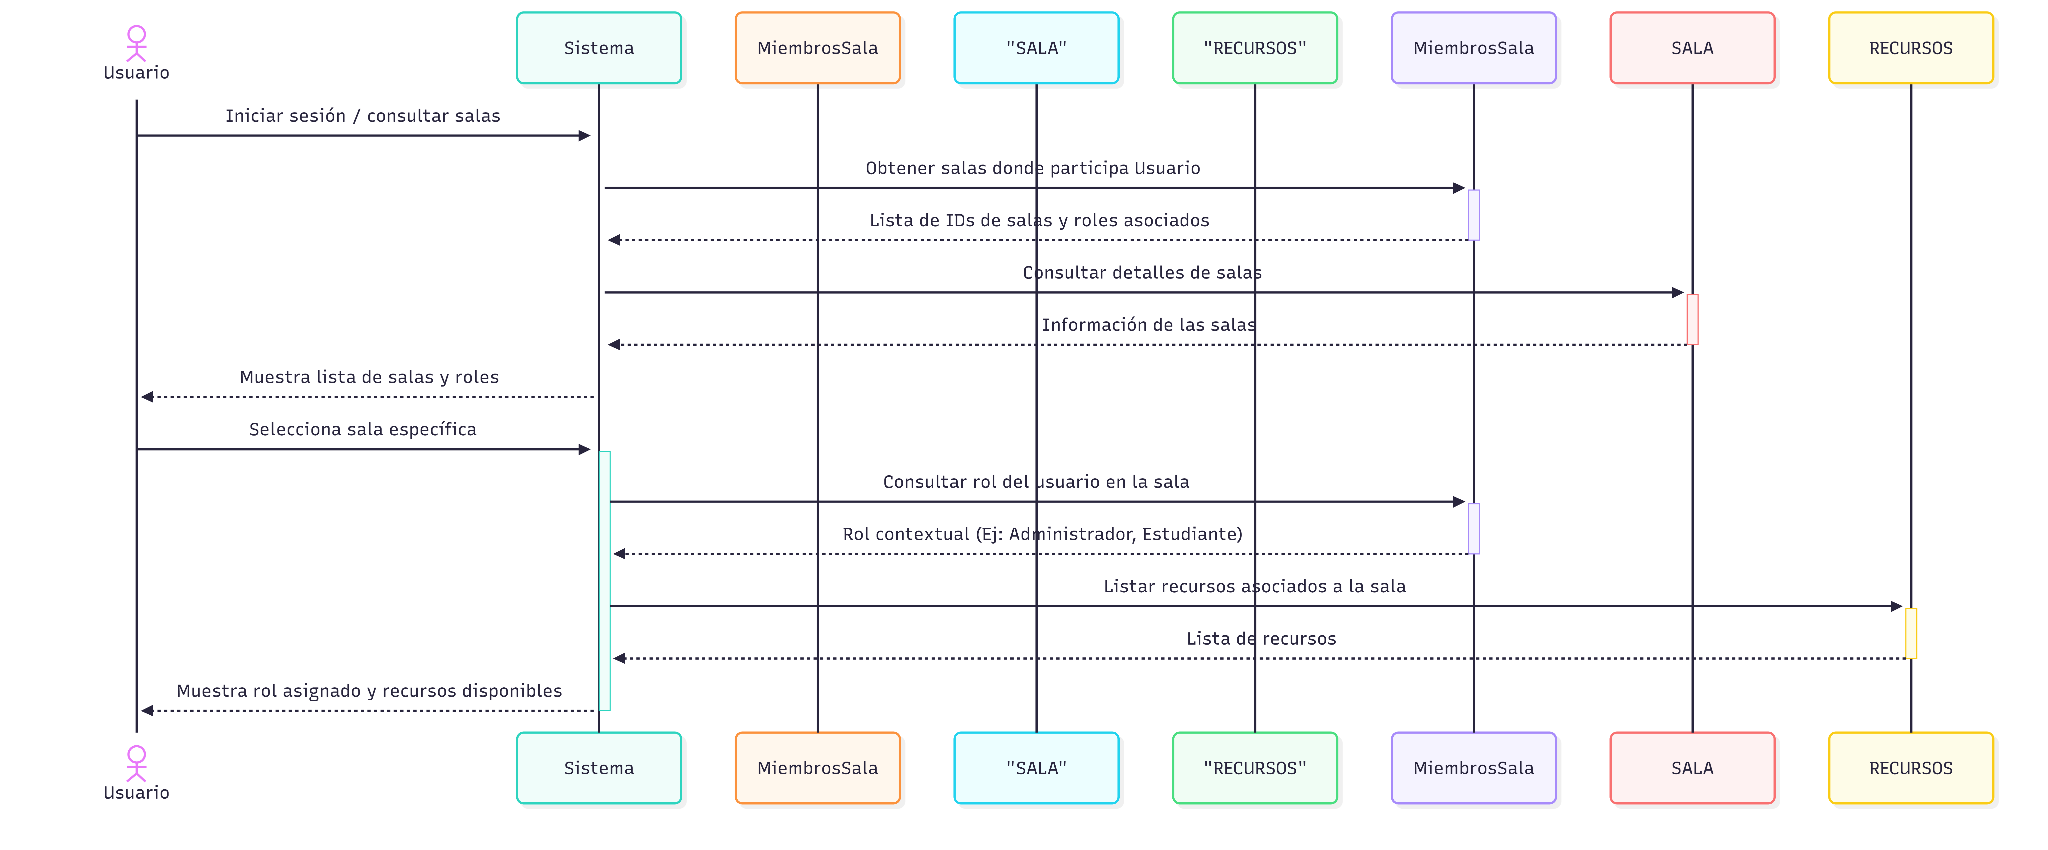 Usuario
Sistema
MiembrosSala
"SALA"
"RECURSOS"
MiembrosSala
SALA
RECURSOS
Iniciar sesión / consultar salas
Obtener salas donde participa Usuario
Lista de IDs de salas y roles asociados
Consultar detalles de salas
Información de las salas
Muestra lista de salas y roles
Selecciona sala específica
Consultar rol del usuario en la sala
Rol contextual (Ej: Administrador, Estudiante)
Listar recursos asociados a la sala
Lista de recursos
Muestra rol asignado y recursos disponibles
Usuario
Sistema
MiembrosSala
"SALA"
"RECURSOS"
MiembrosSala
SALA
RECURSOS